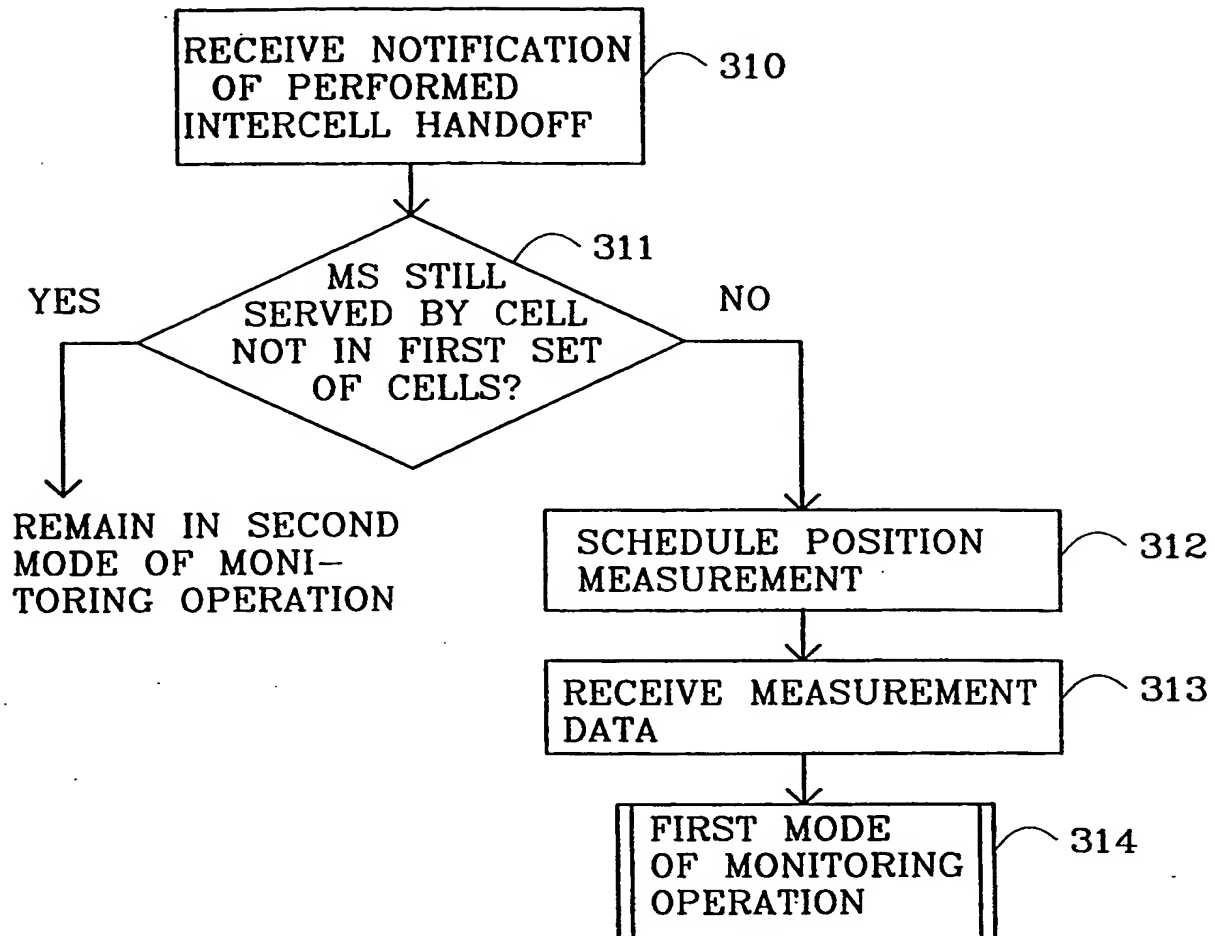 RECEIVE NOTIFICATION
OF PERFORMED
INTERCELL HANDOFF
310
311
MS STILL
SERVED BY CELL
NOT IN FIRST SET
OF CELLS?
YES
NO
REMAIN IN SECOND
MODE OF MONI-
TORING OPERATION
SCHEDULE POSITION
MEASUREMENT
312
RECEIVE MEASUREMENT
DATA
313
FIRST MODE
OF MONITORING
OPERATION
314